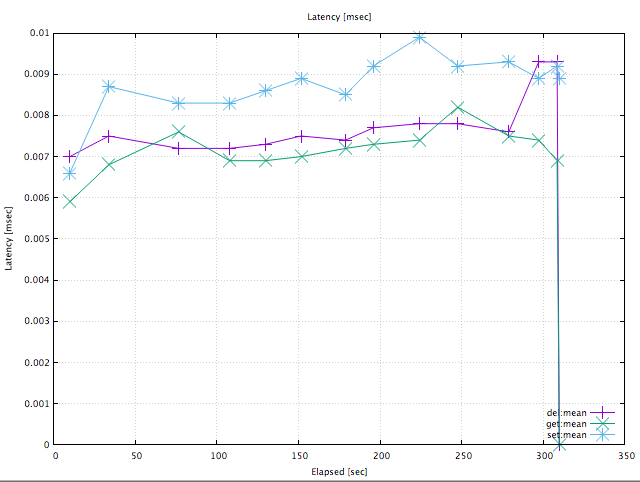 Latency [msec]
0.01
0.009
0.008
0.007
0.006
0.005
0.004
0.003
0.002
0.001
0
Latency [msec]
del:mean
get:mean
set:mean
0 50 100 150 200 250 300 350
Elapsed [sec]